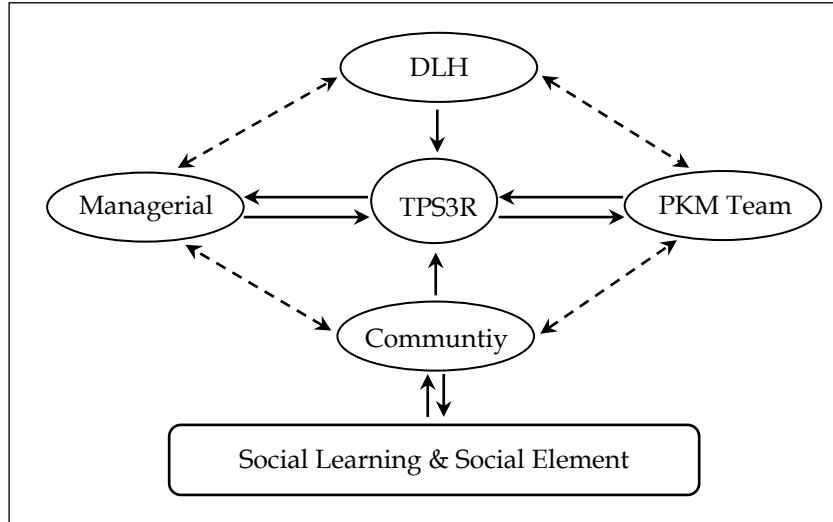 DLH
Managerial
TPS3R
PKM Team
Communtiy
Social Learning & Social Element